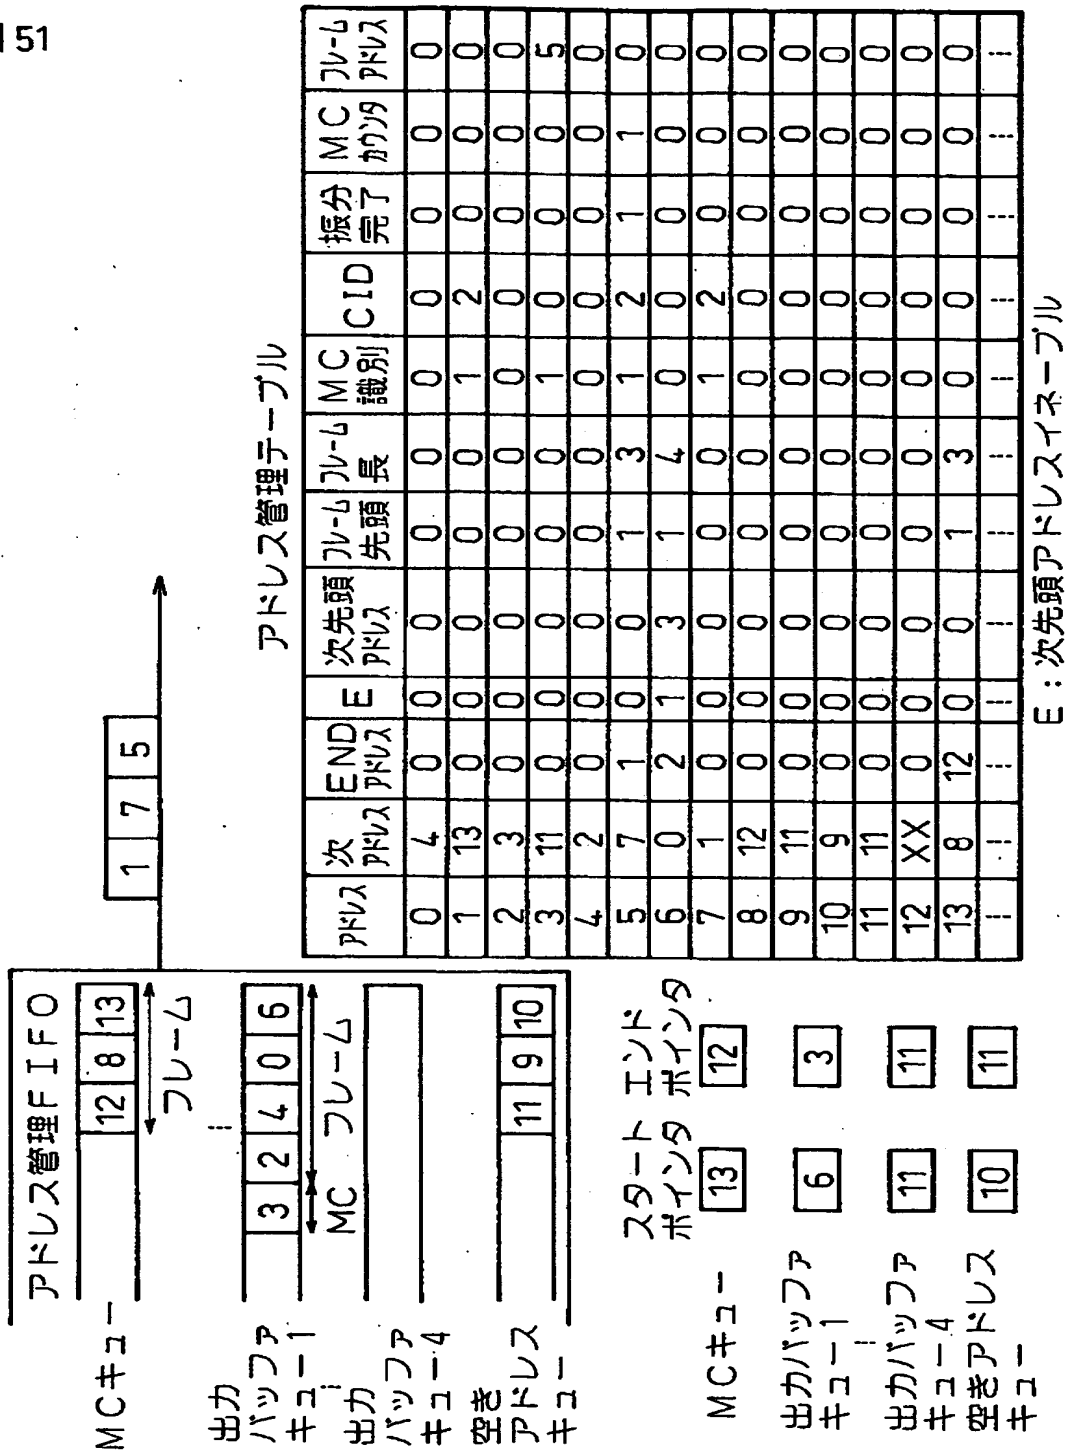 51
アドレス管理FIFO
MCキュー
12 8 13
フレーム
1 7 5
出力
バッファ
キュー1
3 2 4 0 6
MC フレーム
出力
バッファ
キュー4
空き
アドレス
キュー
11 9 10
スタート
ポインタ
エンド
ポインタ
MCキュー 13 12
出力バッファ
キュー1 6 3
出力バッファ
キュー4 11 11
空きアドレス
キュー 10 11
アドレス管理テーブル
アドレス 次アドレス ENDアドレス E 次先頭アドレス フレーム先頭 フレーム長 MC識別 CID 振分完了 MCカウンタ フレームアドレス
0 4 0 0 0 0 0 0 0 0 0 0
1 13 0 0 0 0 0 1 2 0 0 0
2 3 0 0 0 0 0 0 0 0 0 0
3 11 0 0 0 0 0 1 0 0 0 5
4 2 0 0 0 0 0 0 0 0 0 0
5 7 1 0 0 1 3 1 2 1 1 0
6 0 2 1 3 1 4 0 0 0 0 0
7 1 0 0 0 0 0 1 2 0 0 0
8 12 0 0 0 0 0 0 0 0 0 0
9 11 0 0 0 0 0 0 0 0 0 0
10 9 0 0 0 0 0 0 0 0 0 0
11 11 0 0 0 0 0 0 0 0 0 0
12 XX 0 0 0 0 0 0 0 0 0 0
13 8 12 0 0 1 3 0 0 0 0 0
E:次先頭アドレスイネーブル